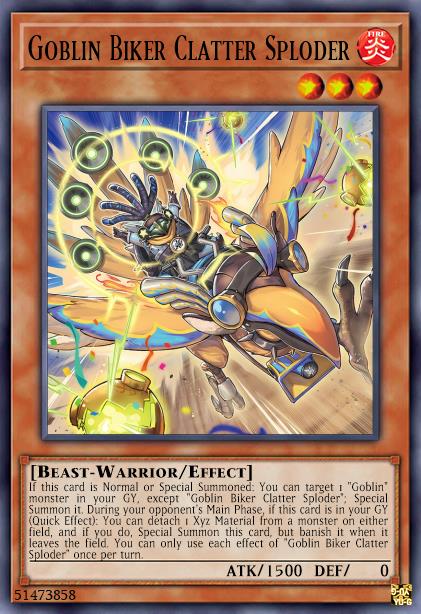 Goblin Biker Clatter Sploder
FIRE
炎
[Beast-Warrior/Effect]
If this card is Normal or Special Summoned: You can target 1 "Goblin"
monster in your GY, except "Goblin Biker Clatter Sploder"; Special
Summon it. During your opponent's Main Phase, if this card is in your GY
(Quick Effect): You can detach 1 Xyz Material from a monster on either
field, and if you do, Special Summon this card, but banish it when it
leaves the field. You can only use each effect of "Goblin Biker Clatter
Sploder" once per turn.
ATK/1500 DEF/ 0
51473858